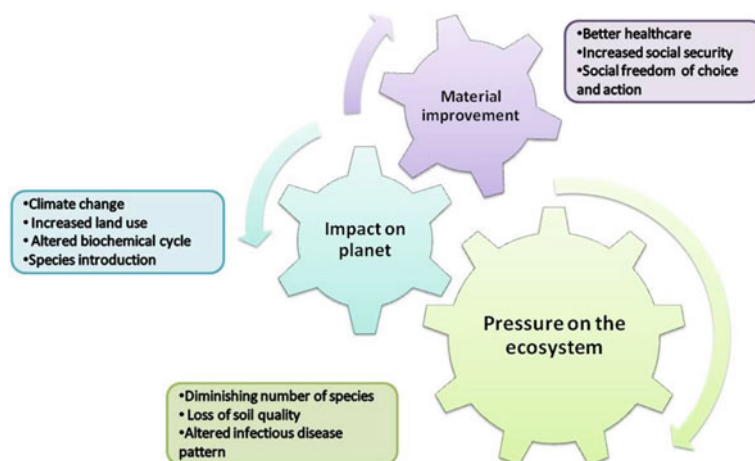 •Better healthcare
•Increased social security
•Social freedom of choice
and action
Material
improvement
•Climate change
• Increased land use
• Altered biochemical cycle
•Species introduction
Impact on
planet
Pressure on the
ecosystem
•Diminishing number of species
• Loss of soil quality
•Altered infectious disease
pattern